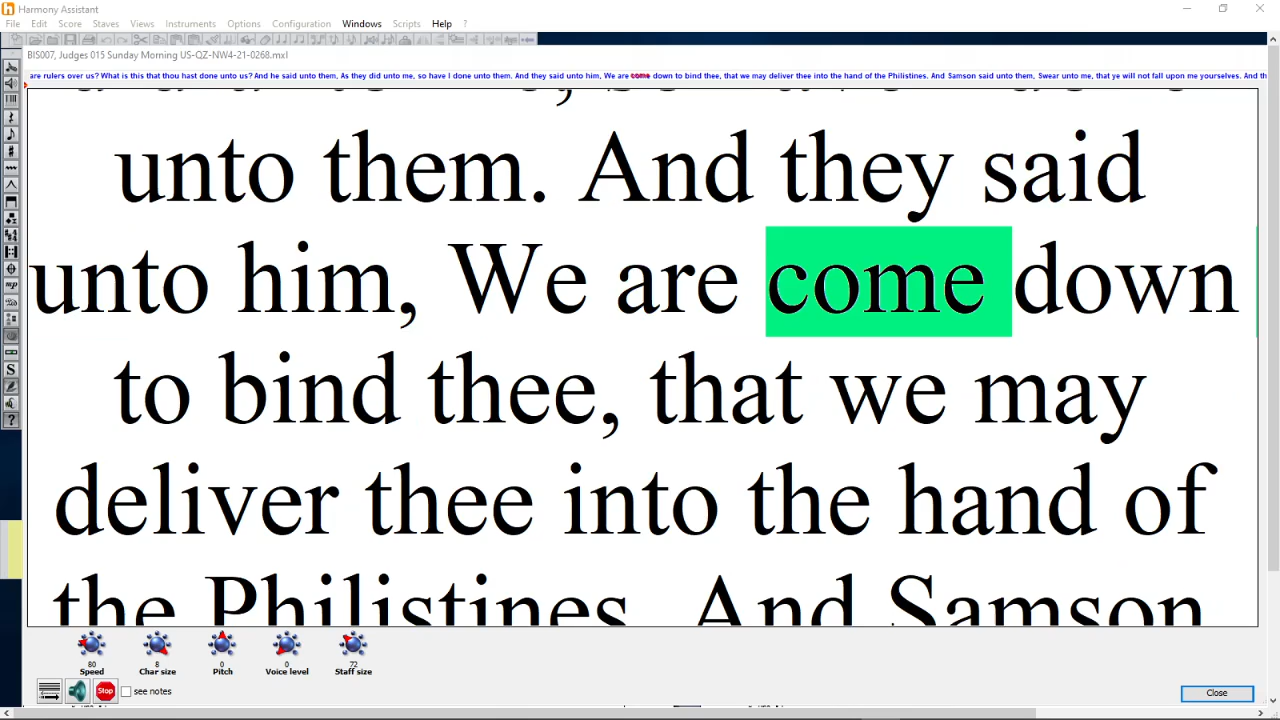 Harmony Assistant
File Edit Score Staves Views Instruments Options Configuration Windows Scripts Help ?
BIS007, Judges 015 Sunday Morning US-QZ-NW4-21-0268.mxl
are rulers over us? What is this that thou hast done unto us? And he said unto them, As they did unto me, so have I done unto them. And they said unto him, We are come down to bind thee, that we may deliver thee into the hand of the Philistines. And Samson said unto them, Swear unto me, that ye will not fall upon me yourselves. And th
unto them. And they said
unto him, We are come down
to bind thee, that we may
deliver thee into the hand of
the Philistines. And Samson
80 8 0 0 72
Speed Char size Pitch Voice level Staff size
Stop see notes Close